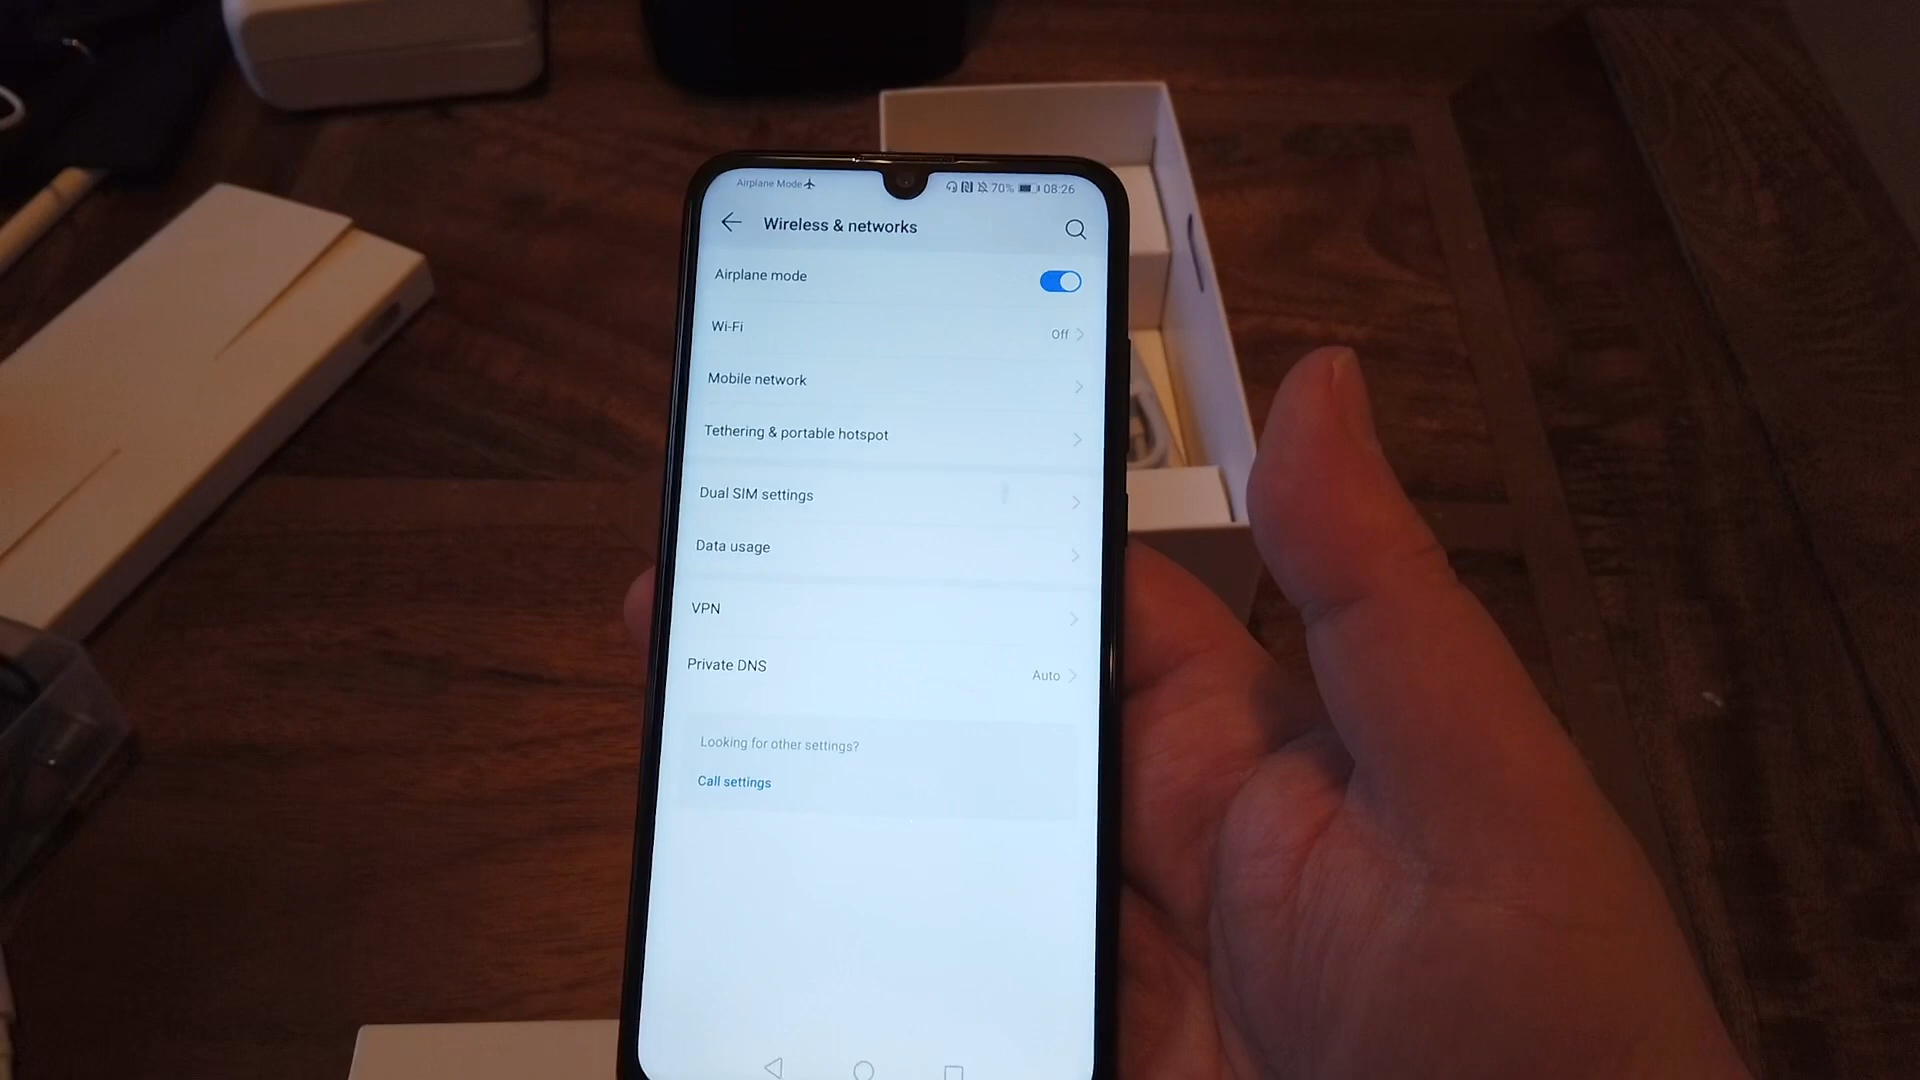 Airplane Mode 70% 08:26
Wireless & networks
Airplane mode
Wi-Fi Off
Mobile network
Tethering & portable hotspot
Dual SIM settings
Data usage
VPN
Private DNS Auto
Looking for other settings?
Call settings